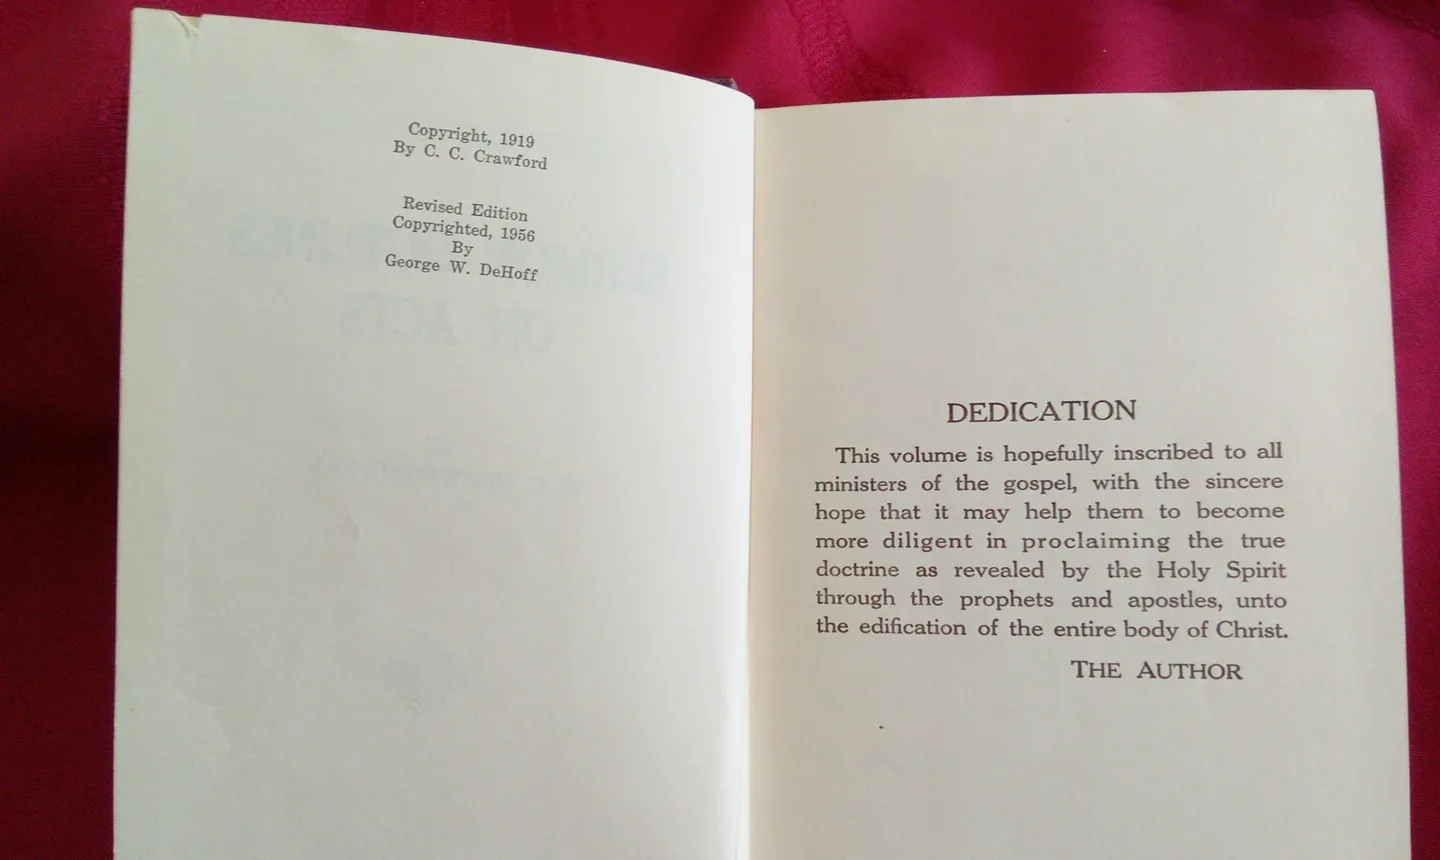 Copyright, 1919
By C. C. Crawford
Revised Edition
Copyrighted, 1956
By
George W. DeHoff
DEDICATION
This volume is hopefully inscribed to all
ministers of the gospel, with the sincere
hope that it may help them to become
more diligent in proclaiming the true
doctrine as revealed by the Holy Spirit
through the prophets and apostles, unto
the edification of the entire body of Christ.
THE AUTHOR